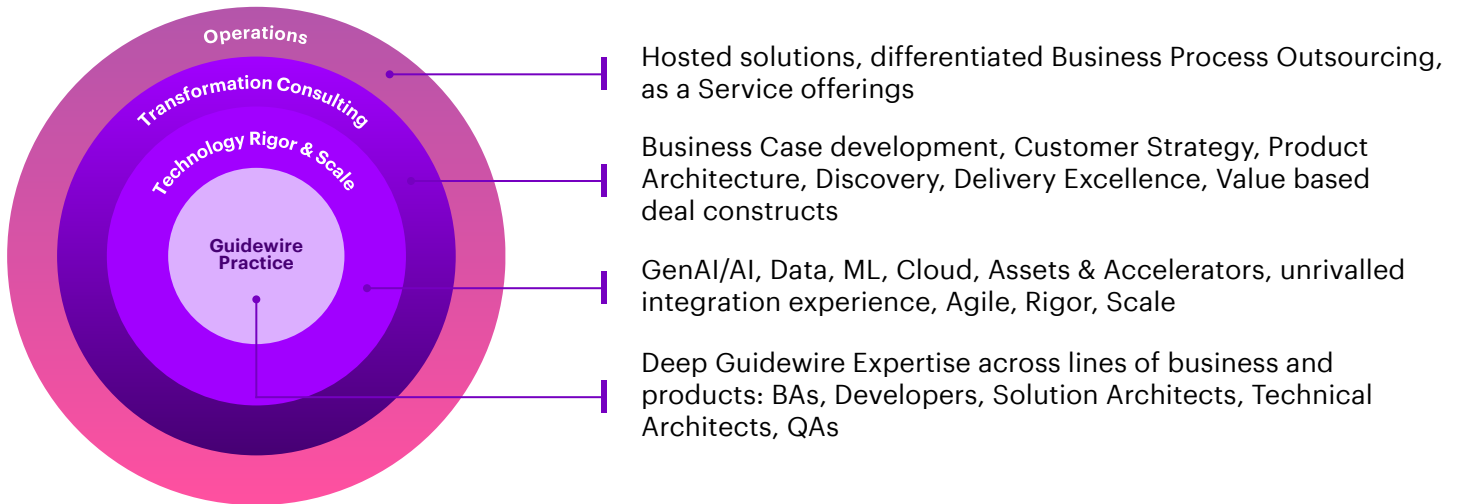 Operations
Transformation Consulting
Technology Rigor & Scale
Guidewire
Practice
Hosted solutions, differentiated Business Process Outsourcing,
as a Service offerings
Business Case development, Customer Strategy, Product
Architecture, Discovery, Delivery Excellence, Value based
deal constructs
GenAI/AI, Data, ML, Cloud, Assets & Accelerators, unrivalled
integration experience, Agile, Rigor, Scale
Deep Guidewire Expertise across lines of business and
products: BAs, Developers, Solution Architects, Technical
Architects, QAs